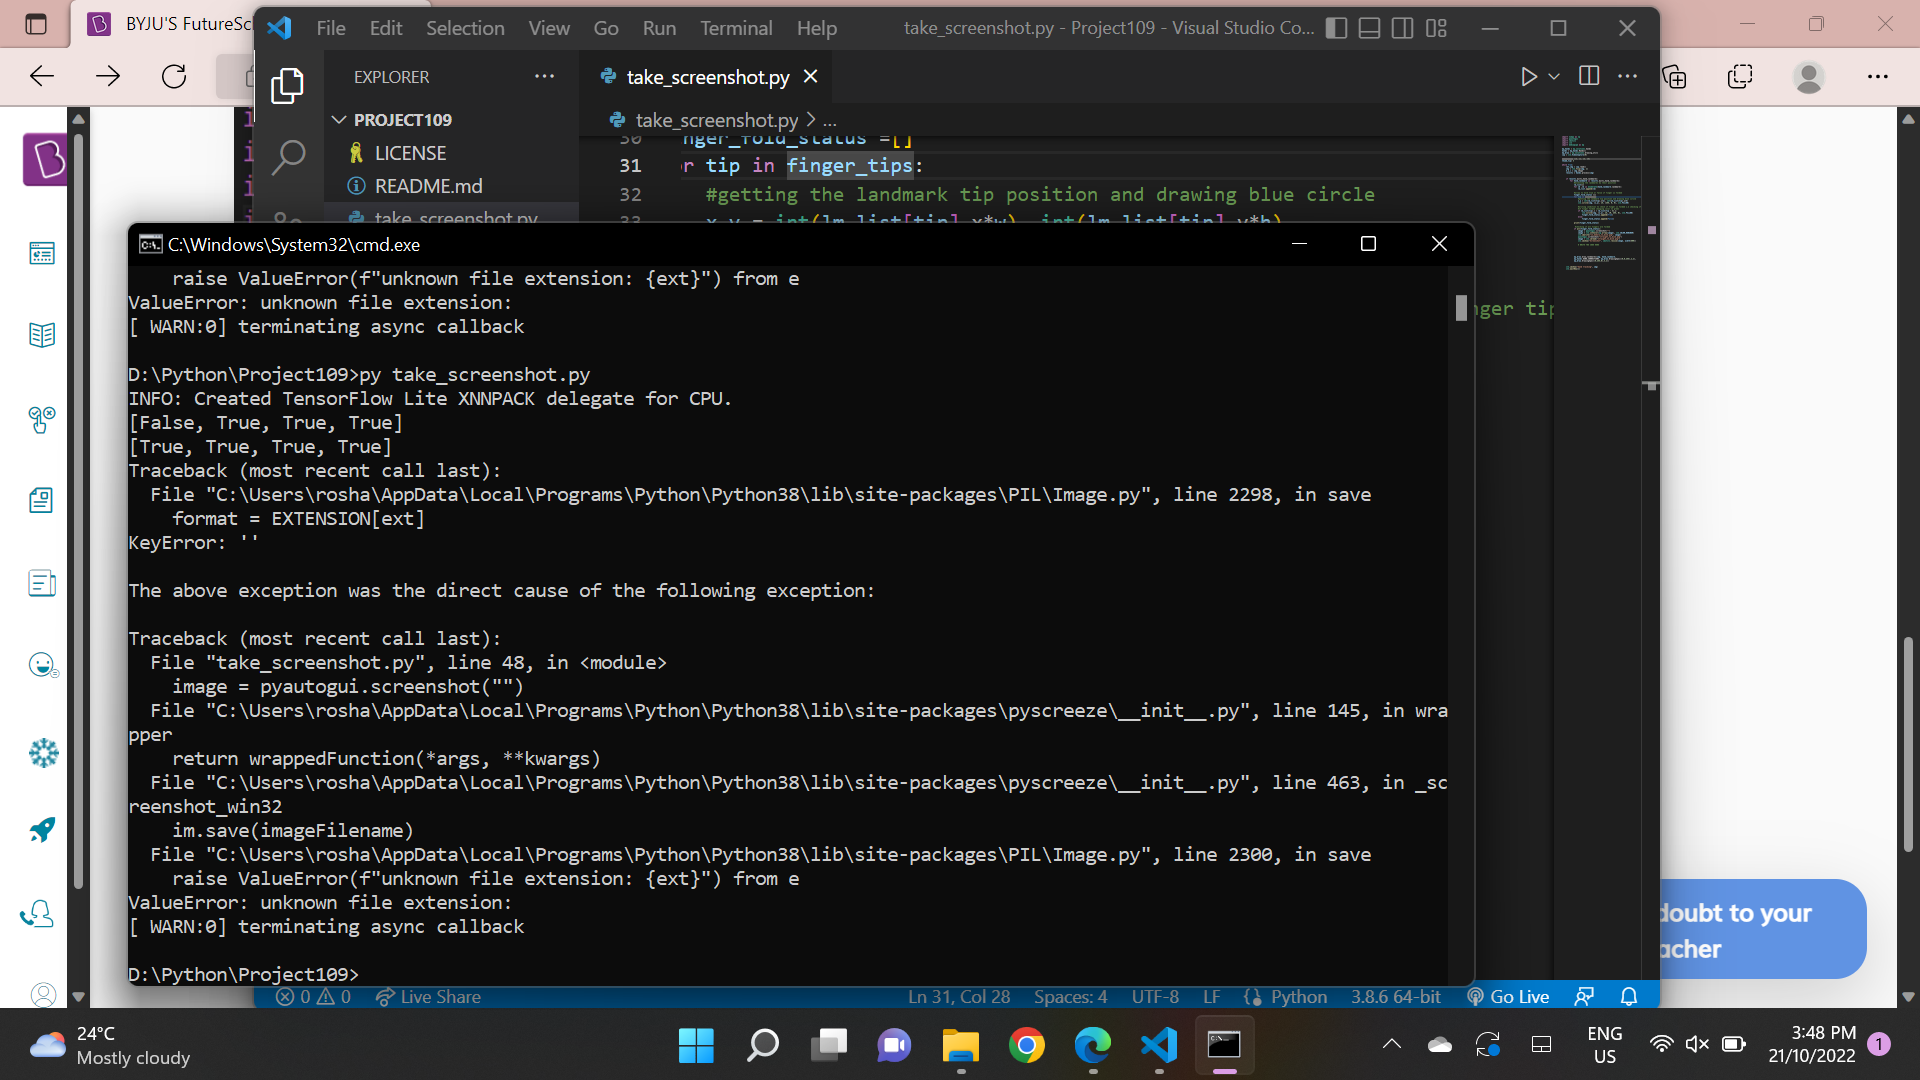 BYJU'S FutureSc
File Edit Selection View Go Run Terminal Help
take_screenshot.py - Project109 - Visual Studio Co...
EXPLORER
take_screenshot.py
PROJECT109
take_screenshot.py > ...
LICENSE
README.md
take_screenshot.py
30 nger_fold_status =[]
31 r tip in finger_tips:
32 #getting the landmark tip position and drawing blue circle
33 x,y = int(lm_list[tip].x*w), int(lm_list[tip].y*h)
nger tip
C:\Windows\System32\cmd.exe
raise ValueError(f"unknown file extension: {ext}") from e
ValueError: unknown file extension:
[ WARN:0] terminating async callback
D:\Python\Project109>py take_screenshot.py
INFO: Created TensorFlow Lite XNNPACK delegate for CPU.
[False, True, True, True]
[True, True, True, True]
Traceback (most recent call last):
File "C:\Users\rosha\AppData\Local\Programs\Python\Python38\lib\site-packages\PIL\Image.py", line 2298, in save
format = EXTENSION[ext]
KeyError: ''
The above exception was the direct cause of the following exception:
Traceback (most recent call last):
File "take_screenshot.py", line 48, in <module>
image = pyautogui.screenshot("")
File "C:\Users\rosha\AppData\Local\Programs\Python\Python38\lib\site-packages\pyscreeze\__init__.py", line 145, in wra
pper
return wrappedFunction(*args, **kwargs)
File "C:\Users\rosha\AppData\Local\Programs\Python\Python38\lib\site-packages\pyscreeze\__init__.py", line 463, in _sc
reenshot_win32
im.save(imageFilename)
File "C:\Users\rosha\AppData\Local\Programs\Python\Python38\lib\site-packages\PIL\Image.py", line 2300, in save
raise ValueError(f"unknown file extension: {ext}") from e
ValueError: unknown file extension:
[ WARN:0] terminating async callback
D:\Python\Project109>
doubt to your
acher
0 0 Live Share
Ln 31, Col 28 Spaces: 4 UTF-8 LF Python 3.8.6 64-bit Go Live
24°C
Mostly cloudy
ENG
US
3:48 PM
21/10/2022
1